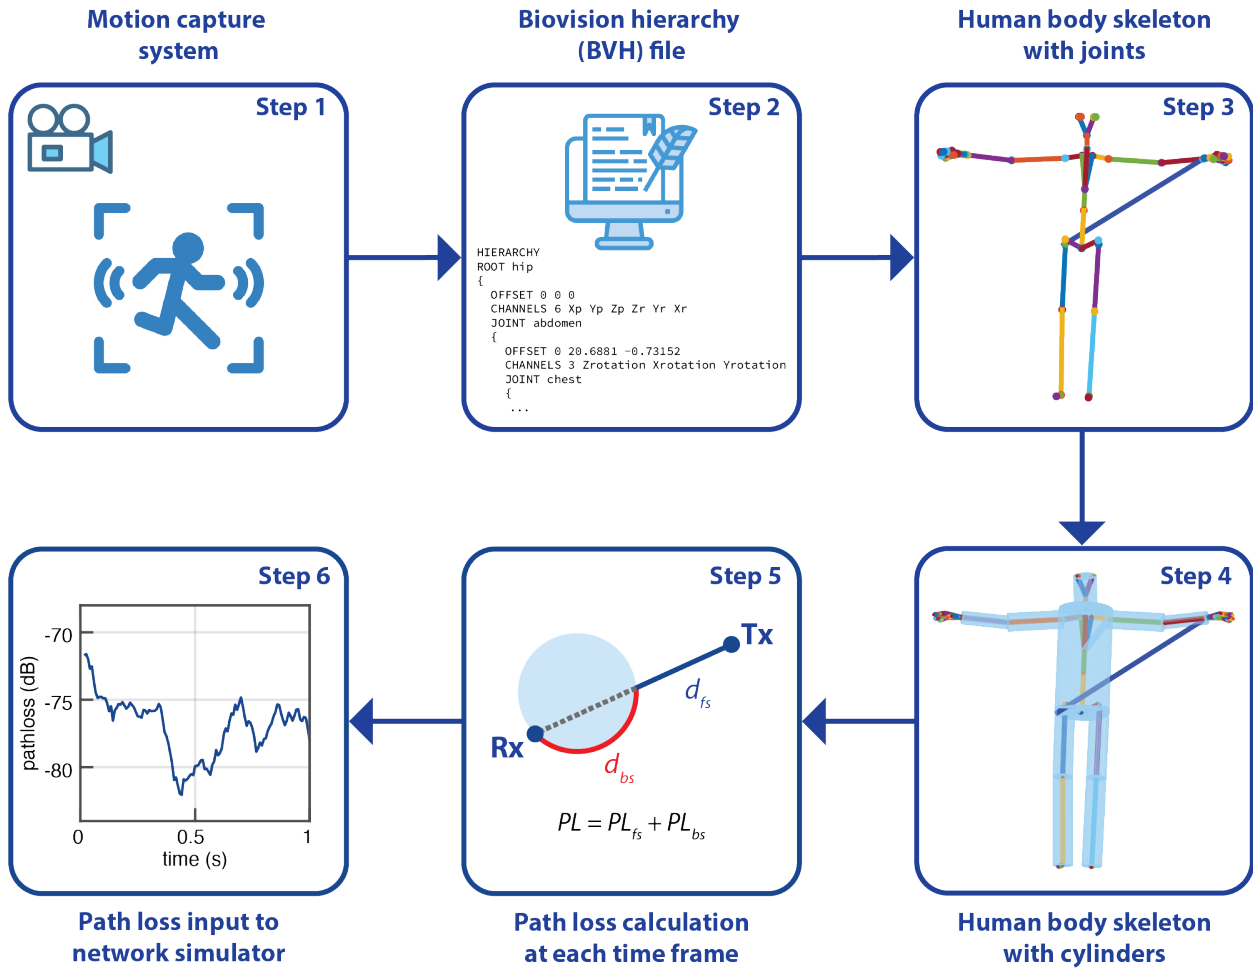 Motion capture
system
Biovision hierarchy
(BVH) file
Human body skeleton
with joints
Step 1
Step 2
HIERARCHY
ROOT hip
{
OFFSET 0 0 0
CHANNELS 6 Xp Yp Zp Zr Yr Xr
JOINT abdomen
{
OFFSET 0 20.6881 -0.73152
CHANNELS 3 Zrotation Xrotation Yrotation
JOINT chest
{
...
Step 3
Step 6
-70
-75
-80
pathloss (dB)
0
0.5
1
time (s)
Step 5
Tx
d_fs
Rx
d_bs
PL = PL_fs + PL_bs
Step 4
Path loss input to
network simulator
Path loss calculation
at each time frame
Human body skeleton
with cylinders